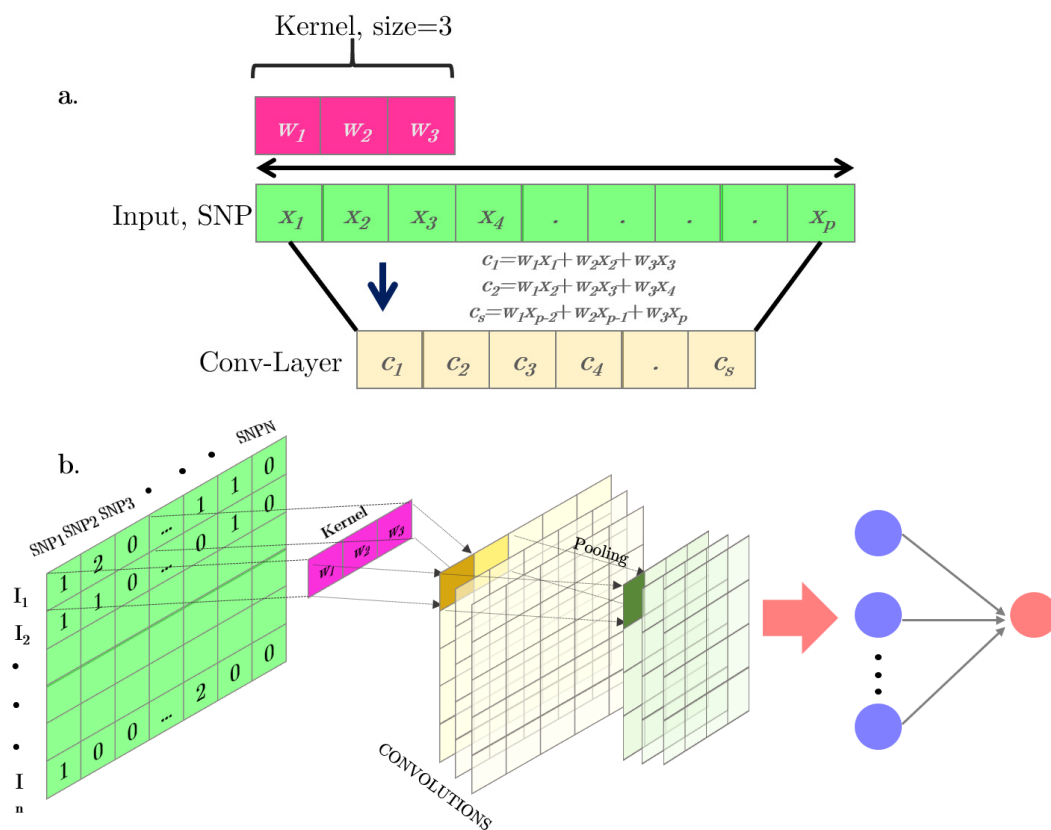 Kernel, size=3
a.
w₁ w₂ w₃
Input, SNP x₁ x₂ x₃ x₄ . . . . xₚ
c₁=w₁x₁+w₂x₂+w₃x₃
c₂=w₁x₂+w₂x₃+w₃x₄
cₛ=w₁xₚ₋₂+w₂xₚ₋₁+w₃xₚ
Conv-Layer c₁ c₂ c₃ c₄ . cₛ
b.
SNP₁ SNP₂ SNP3 • • • SNPN
I₁ 1 2 0 ... 1 1 0
I₂ 1 1 0 ... 0 1 0
•
•
•
Iₙ 1 0 0 ... 2 0 0
Kernel
w₁ w₂ w₃
Pooling
CONVOLUTIONS